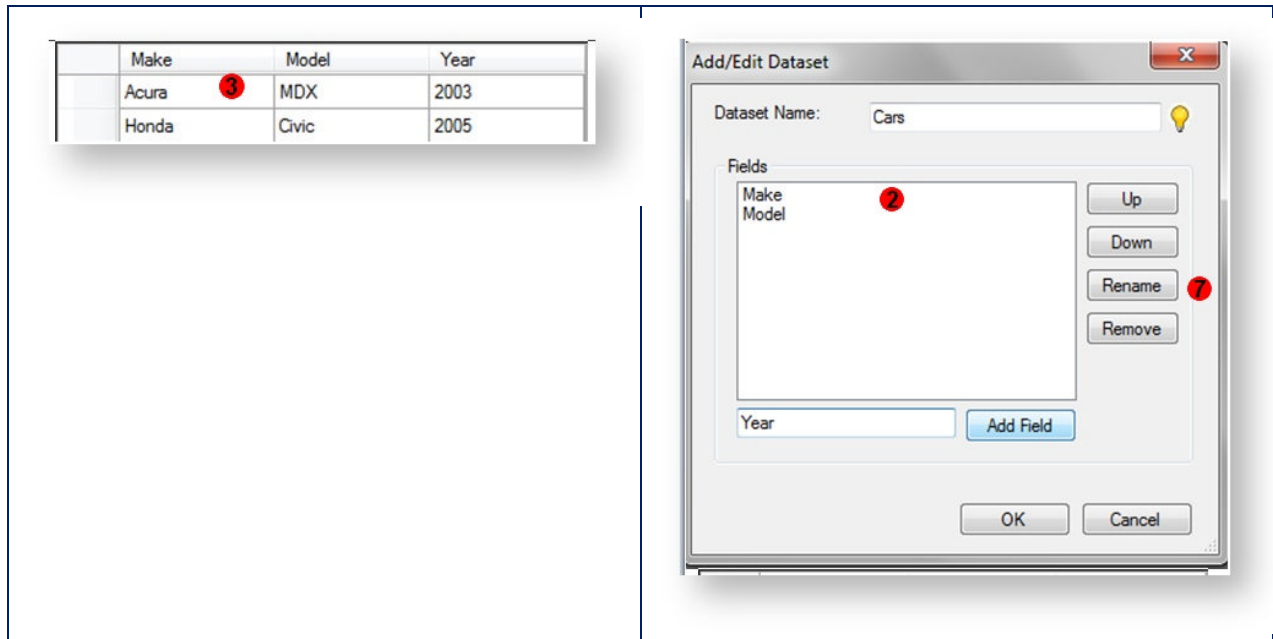 Make Model Year
Acura 3 MDX 2003
Honda Civic 2005
Add/Edit Dataset
Dataset Name: Cars
Fields
Make 2
Model
Up
Down
Rename 7
Remove
Year Add Field
OK Cancel